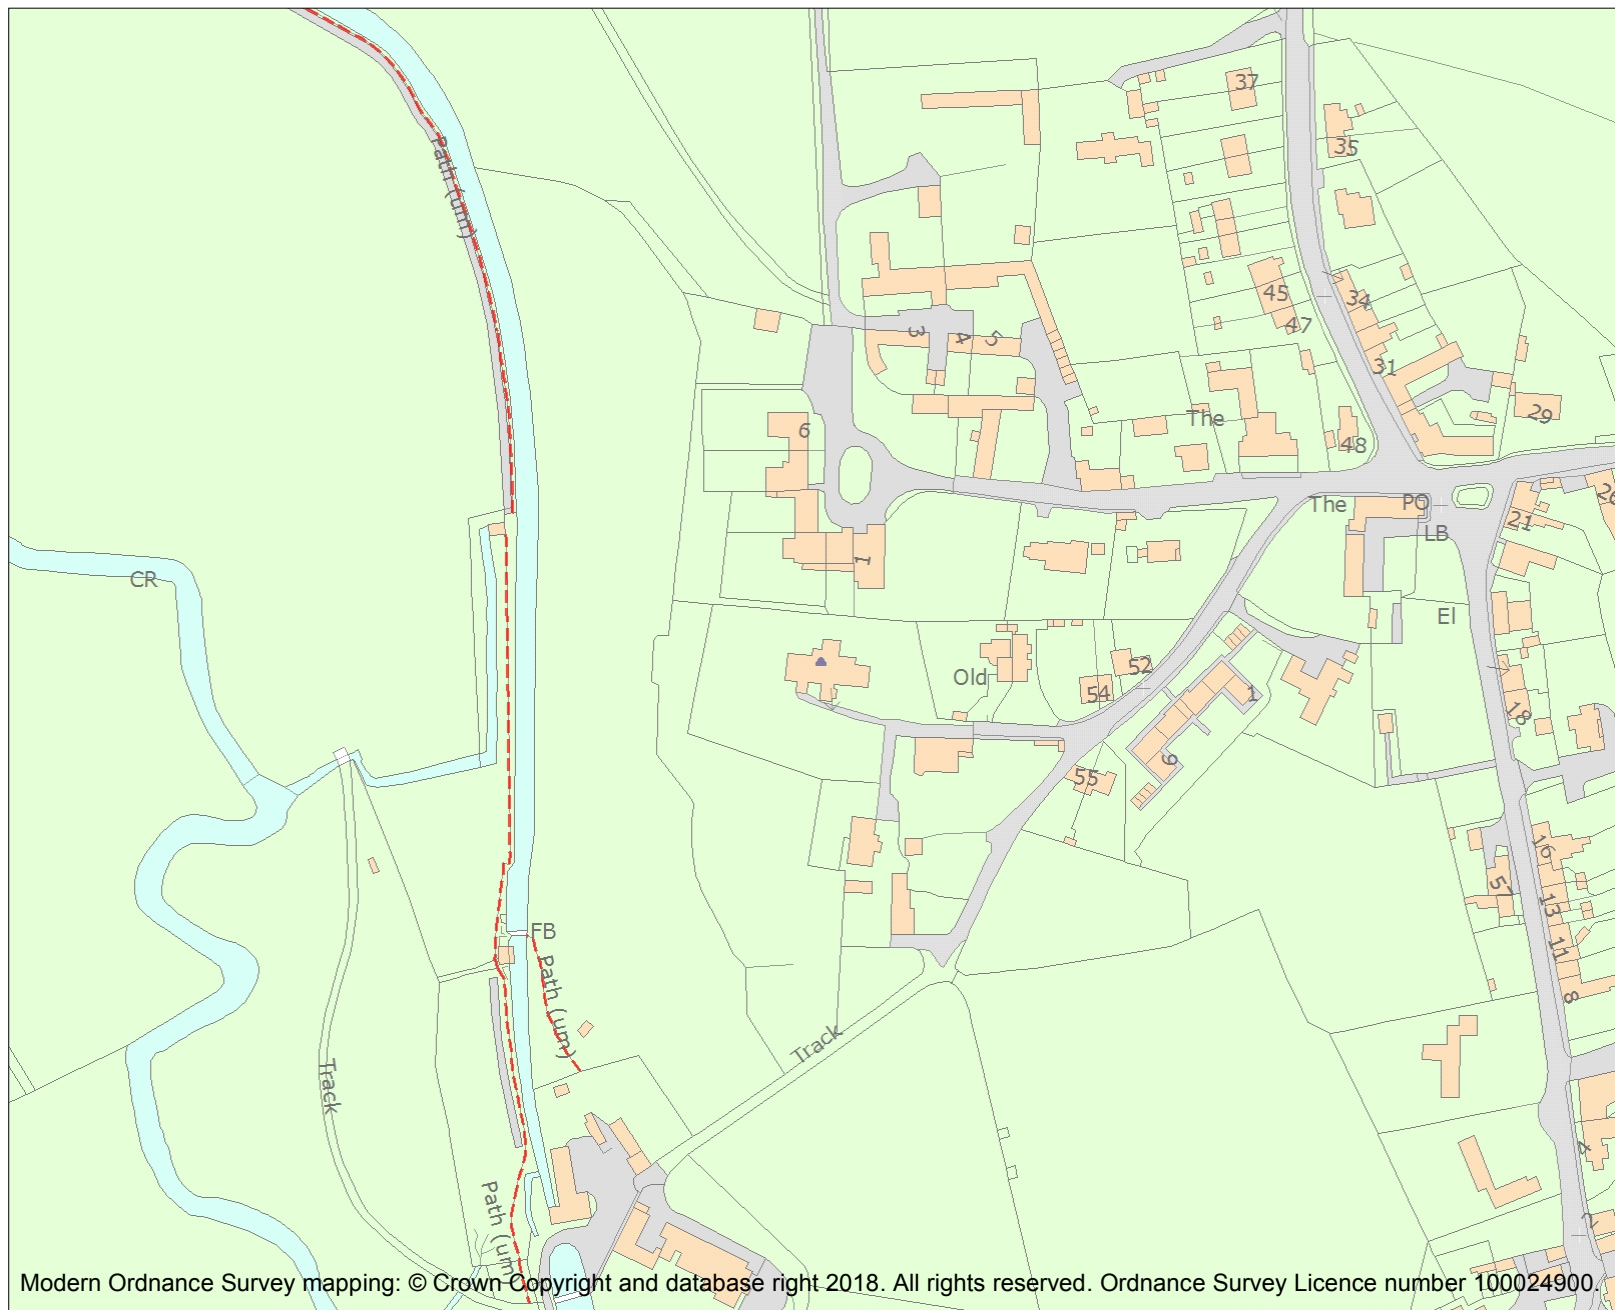 37
35
Path (um)
45
34
47
3
4
5
31
The
29
6
48
The
PO
26
21
LB
1
CR
El
52
Old
54
1
18
55
9
16
57
13
FB
11
Path (um)
8
Track
Track
4
Path (um)
2
Modern Ordnance Survey mapping: © Crown Copyright and database right 2018. All rights reserved. Ordnance Survey Licence number 100024900.